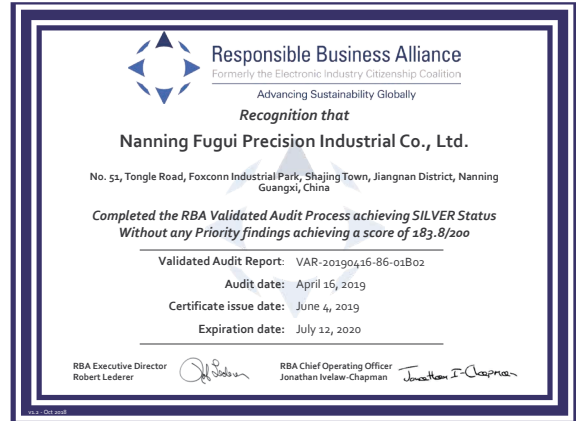 Responsible Business Alliance
Formerly the Electronic Industry Citizenship Coalition
Advancing Sustainability Globally
Recognition that
Nanning Fugui Precision Industrial Co., Ltd.
No. 51, Tongle Road, Foxconn Industrial Park, Shajing Town, Jiangnan District, Nanning
Guangxi, China
Completed the RBA Validated Audit Process achieving SILVER Status
Without any Priority findings achieving a score of 183.8/200
Validated Audit Report: VAR-20190416-86-01B02
Audit date: April 16, 2019
Certificate issue date: June 4, 2019
Expiration date: July 12, 2020
RBA Executive Director
Robert Lederer
RBA Chief Operating Officer
Jonathan Ivelaw-Chapman
Jonathan I-Chapman
v1.2 - Oct 2018